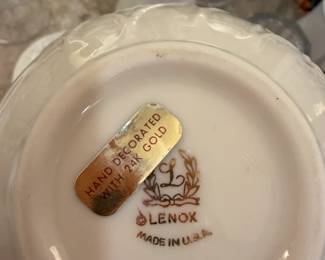 HAND DECORATED
WITH 24K GOLD
L
LENOX
MADE IN U.S.A.